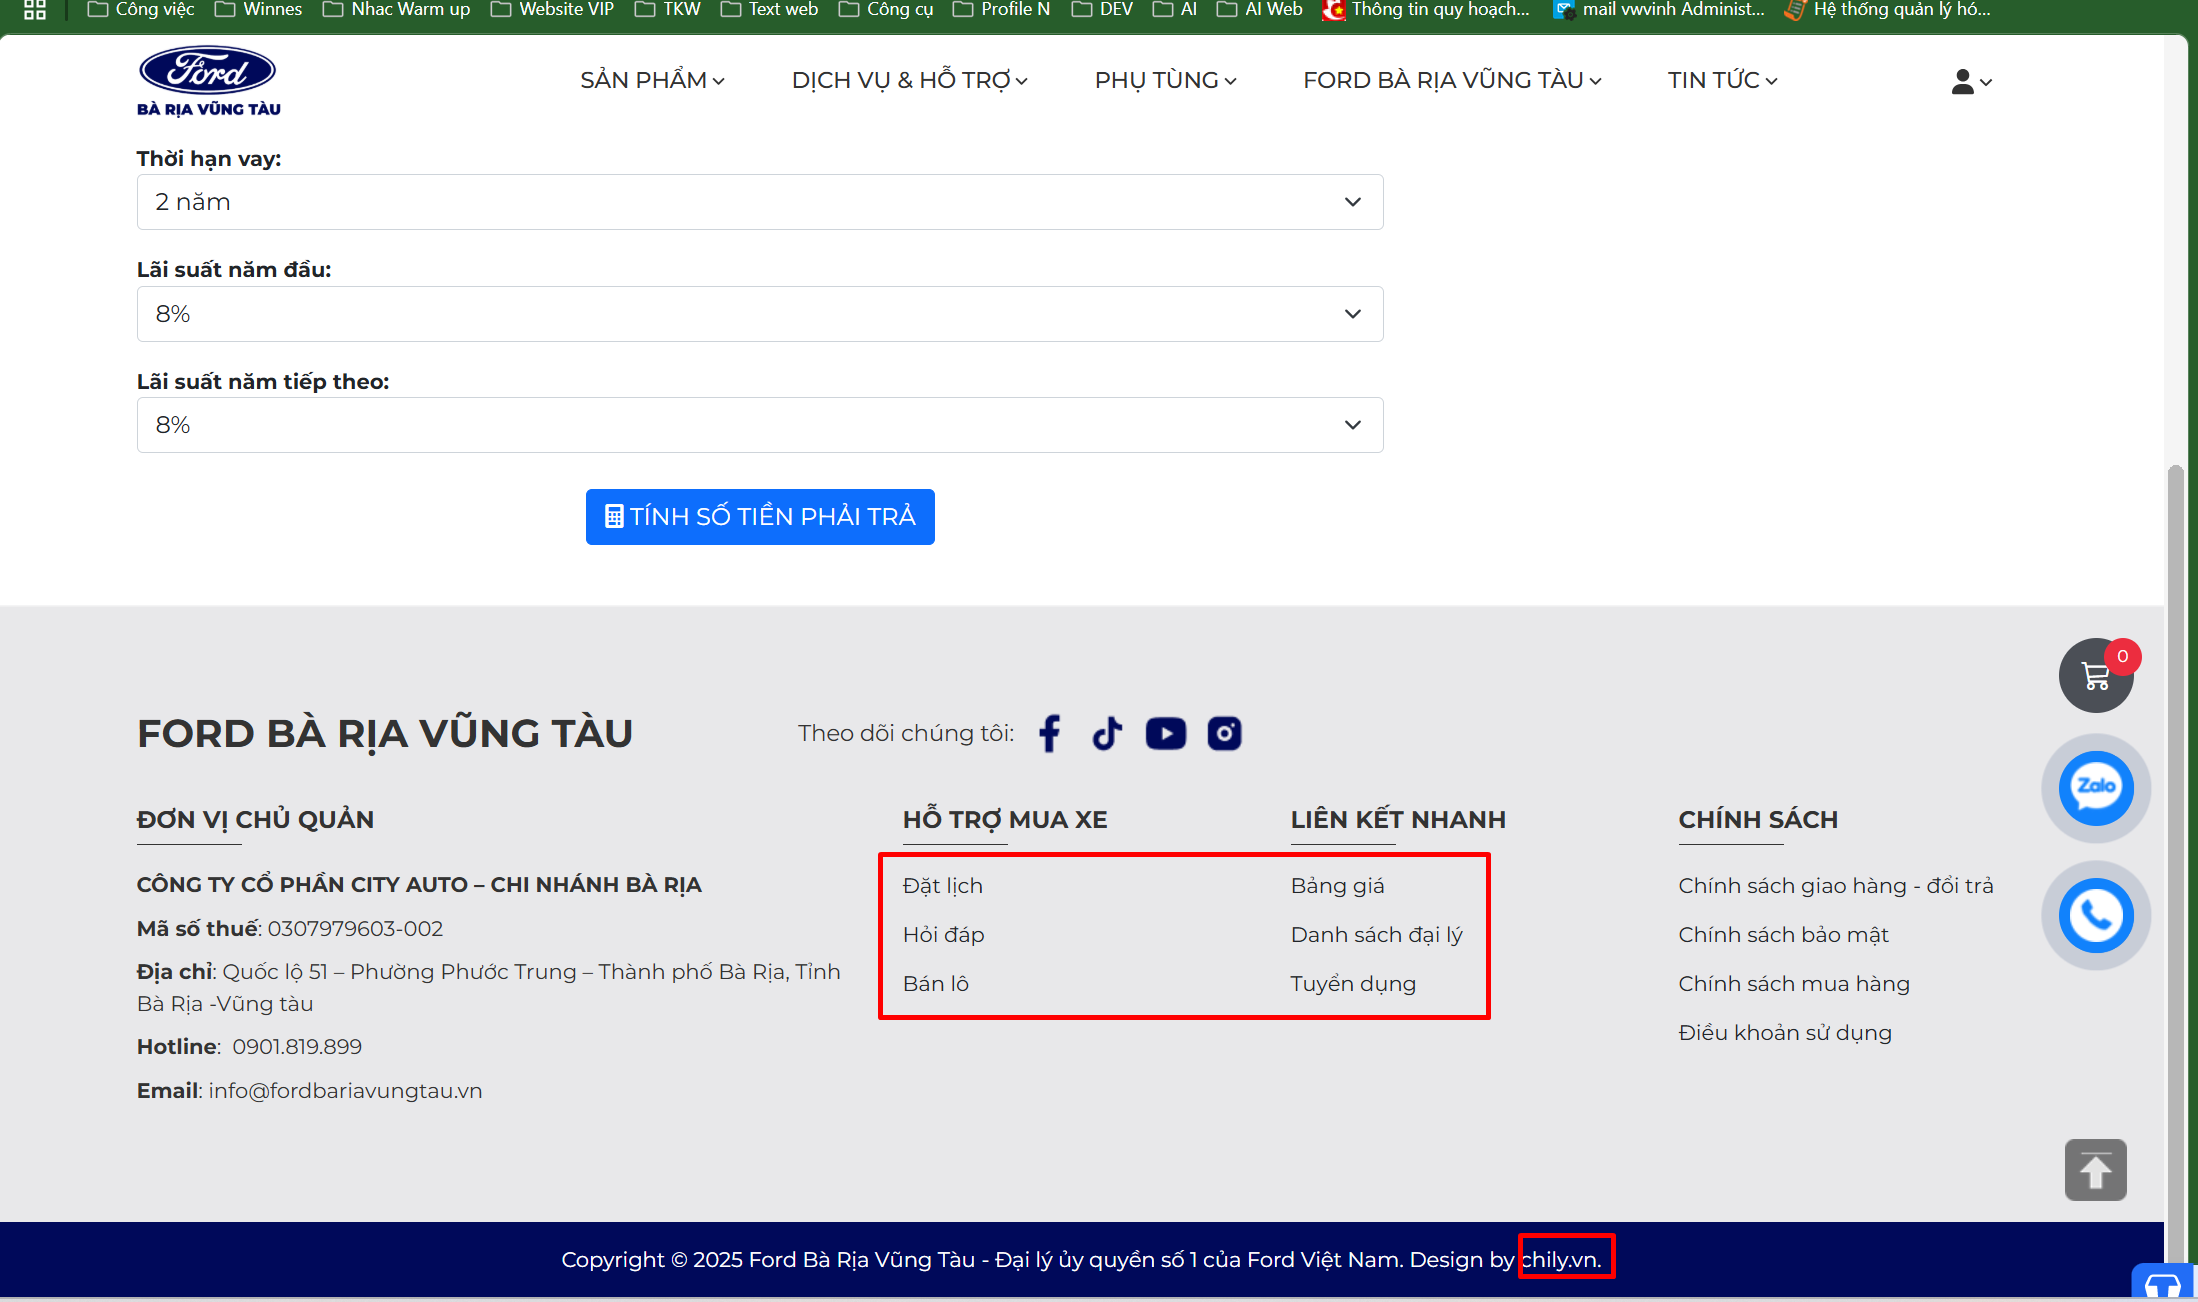 Công việc Winnes Nhac Warm up Website VIP TKW Text web Công cụ Profile N DEV AI AI Web Thông tin quy hoạch... mail vwvinh Administ... Hệ thống quản lý hó...
Ford
BÀ RỊA VŨNG TÀU
SẢN PHẨM DỊCH VỤ & HỖ TRỢ PHỤ TÙNG FORD BÀ RỊA VŨNG TÀU TIN TỨC
Thời hạn vay:
2 năm
Lãi suất năm đầu:
8%
Lãi suất năm tiếp theo:
8%
TÍNH SỐ TIỀN PHẢI TRẢ
0
FORD BÀ RỊA VŨNG TÀU
Theo dõi chúng tôi:
Zalo
ĐƠN VỊ CHỦ QUẢN
CÔNG TY CỔ PHẦN CITY AUTO – CHI NHÁNH BÀ RỊA
Mã số thuế: 0307979603-002
Địa chỉ: Quốc lộ 51 – Phường Phước Trung – Thành phố Bà Rịa, Tỉnh
Bà Rịa -Vũng tàu
Hotline: 0901.819.899
Email: info@fordbariavungtau.vn
HỖ TRỢ MUA XE
Đặt lịch
Hỏi đáp
Bán lô
LIÊN KẾT NHANH
Bảng giá
Danh sách đại lý
Tuyển dụng
CHÍNH SÁCH
Chính sách giao hàng - đổi trả
Chính sách bảo mật
Chính sách mua hàng
Điều khoản sử dụng
Copyright © 2025 Ford Bà Rịa Vũng Tàu - Đại lý ủy quyền số 1 của Ford Việt Nam. Design by chily.vn.